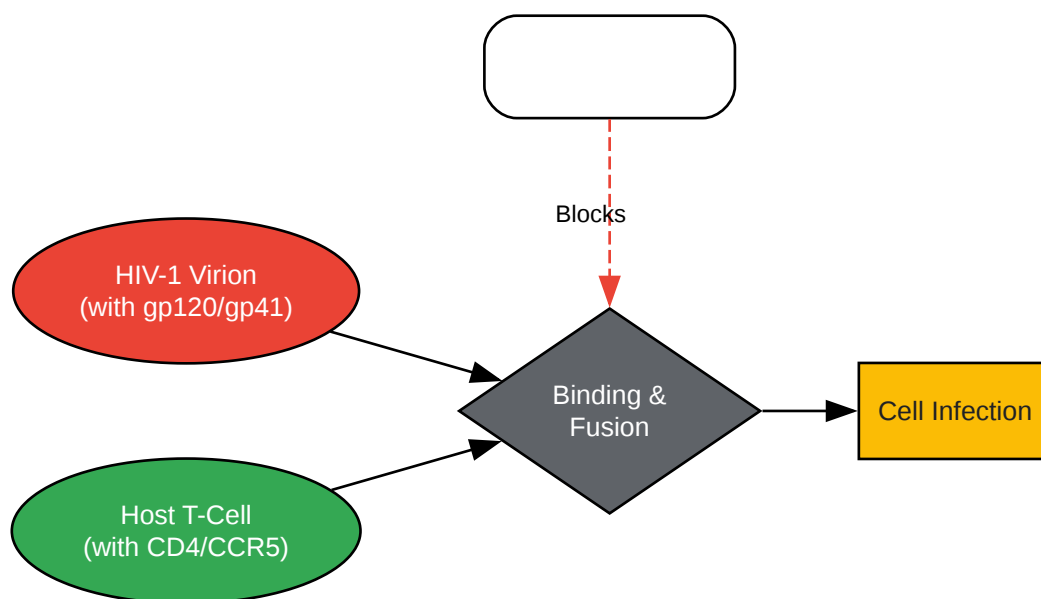 Blocks
HIV-1 Virion
(with gp120/gp41)
Binding &
Fusion
Cell Infection
Host T-Cell
(with CD4/CCR5)